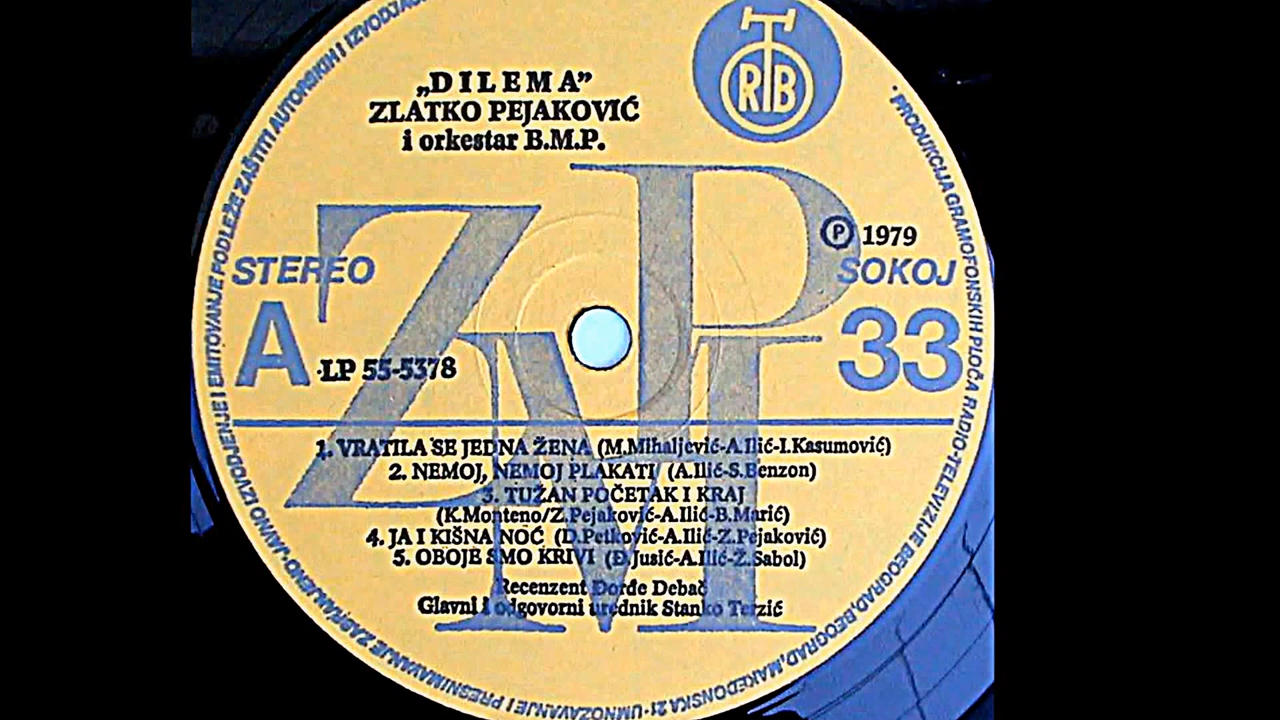 „DILEMA”
ZLATKO PEJAKOVIĆ
i orkestar B.M.P.
RTB
ZPM
STEREO
A
LP 55-5378
P 1979
SOKOJ
33
1. VRATILA SE JEDNA ŽENA (M.Mihaljević-A.Ilić-I.Kasumović)
2. NEMOJ, NEMOJ PLAKATI (A.Ilić-S.Benzon)
3. TUŽAN POČETAK I KRAJ
(K.Monteno/Z.Pejaković-A.Ilić-B.Marić)
4. JA I KIŠNA NOĆ (D.Petković-A.Ilić-Z.Pejaković)
5. OBOJE SMO KRIVI (Đ.Jusić-A.Ilić-Ž.Sabol)
Recenzent Đorđe Debač
Glavni i odgovorni urednik Stanko Terzić
PRODUKCIJA GRAMOFONSKIH PLOČA RADIO-TELEVIZIJE BEOGRAD, BEOGRAD, MAKEDONSKA 21 · UMNOŽAVANJE I PRESNIMAVANJE ZABRANJENO · JAVNO IZVODJENJE I EMITOVANJE PODLEŽE ZAŠTITI AUTORSKIH I